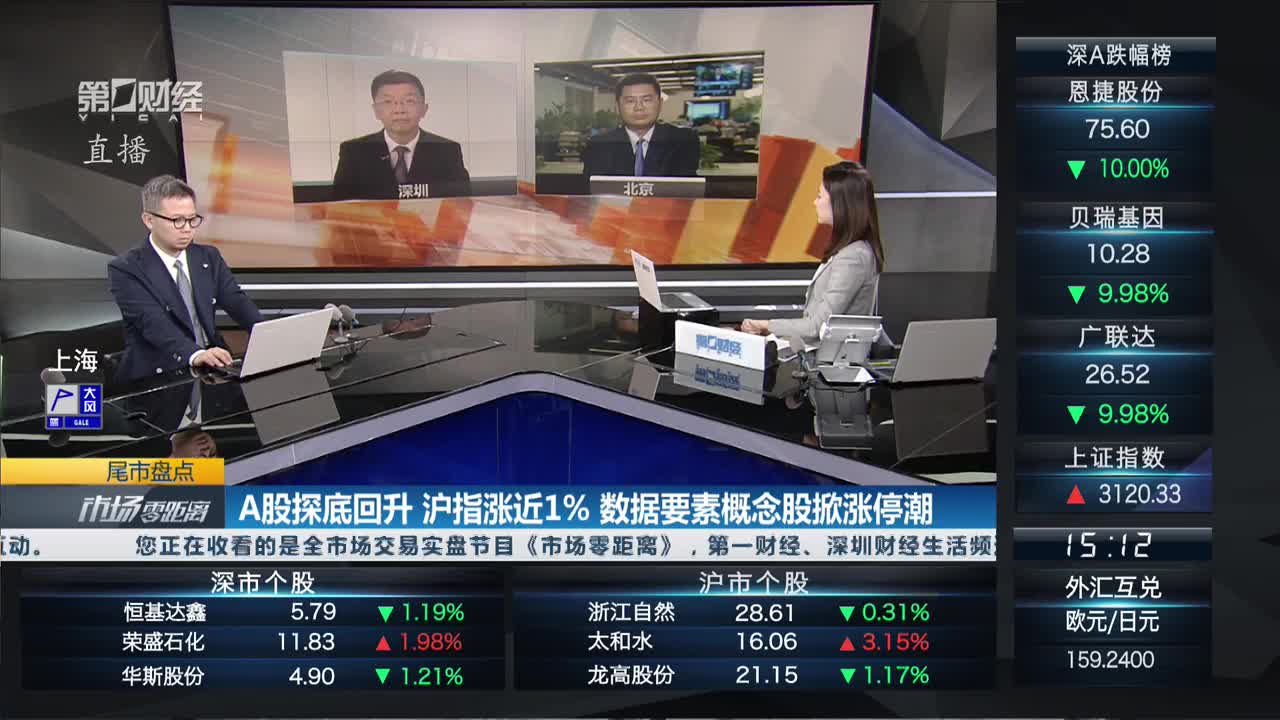 第一财经
YICAI
直播
深圳
北京
第一财经
上海
大风
GALE
尾市盘点
市场零距离
A股探底回升 沪指涨近1% 数据要素概念股掀涨停潮
互动。 您正在收看的是全市场交易实盘节目《市场零距离》，第一财经、深圳财经生活频
深市个股
恒基达鑫 5.79 ▼1.19%
荣盛石化 11.83 ▲1.98%
华斯股份 4.90 ▼1.21%
沪市个股
浙江自然 28.61 ▼0.31%
太和水 16.06 ▲3.15%
龙高股份 21.15 ▼1.17%
深A跌幅榜
恩捷股份
75.60
▼ 10.00%
贝瑞基因
10.28
▼ 9.98%
广联达
26.52
▼ 9.98%
上证指数
▲ 3120.33
15:12
外汇互兑
欧元/日元
159.2400